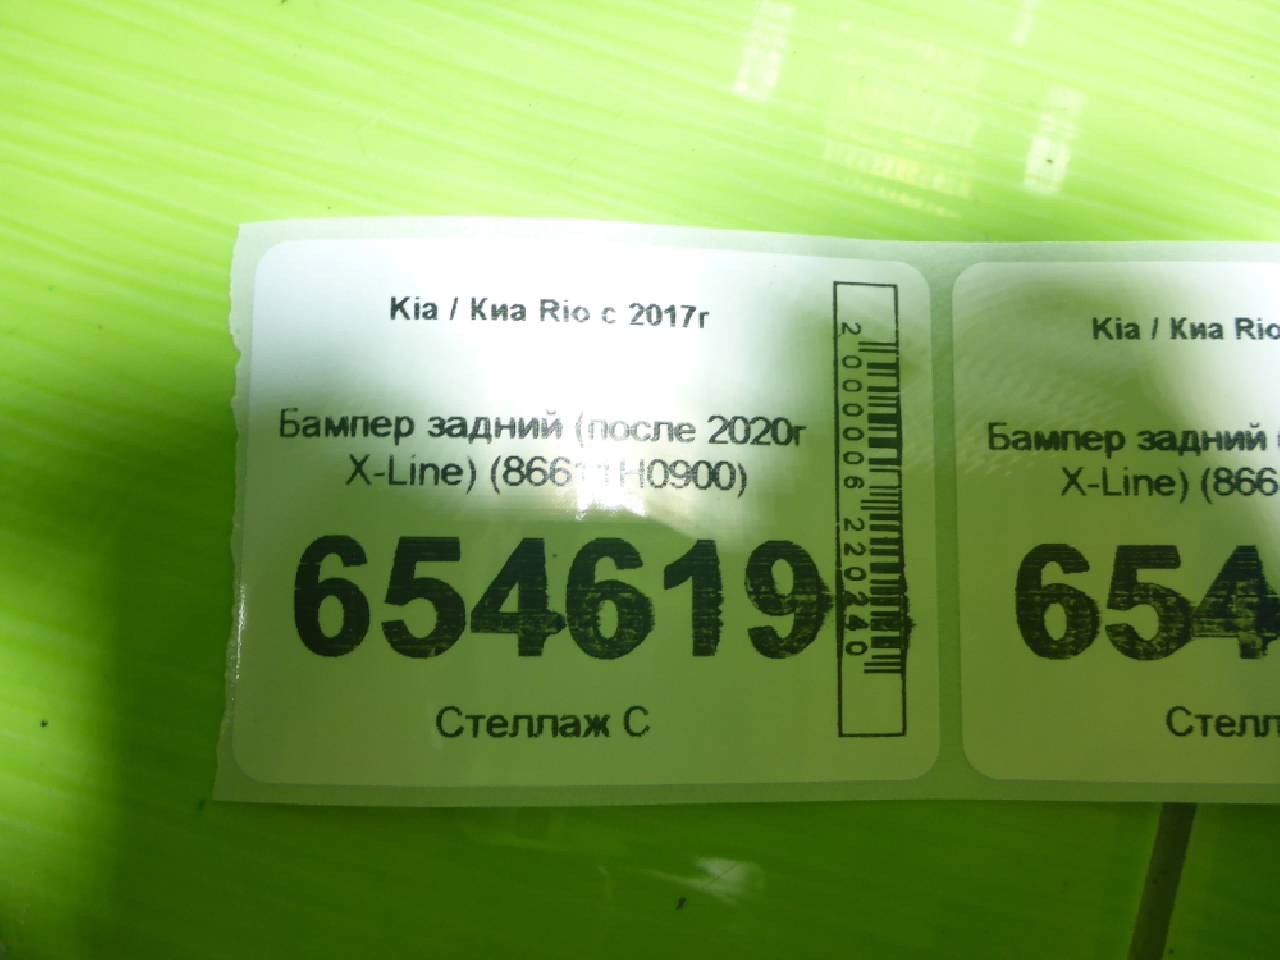 Kia / Киа Rio с 2017г
Бампер задний (после 2020г
X-Line) (86611H0900)
654619
Стеллаж С
2000006220240
Kia / Киа Rio
Бампер задний
X-Line) (866
654
Стелл